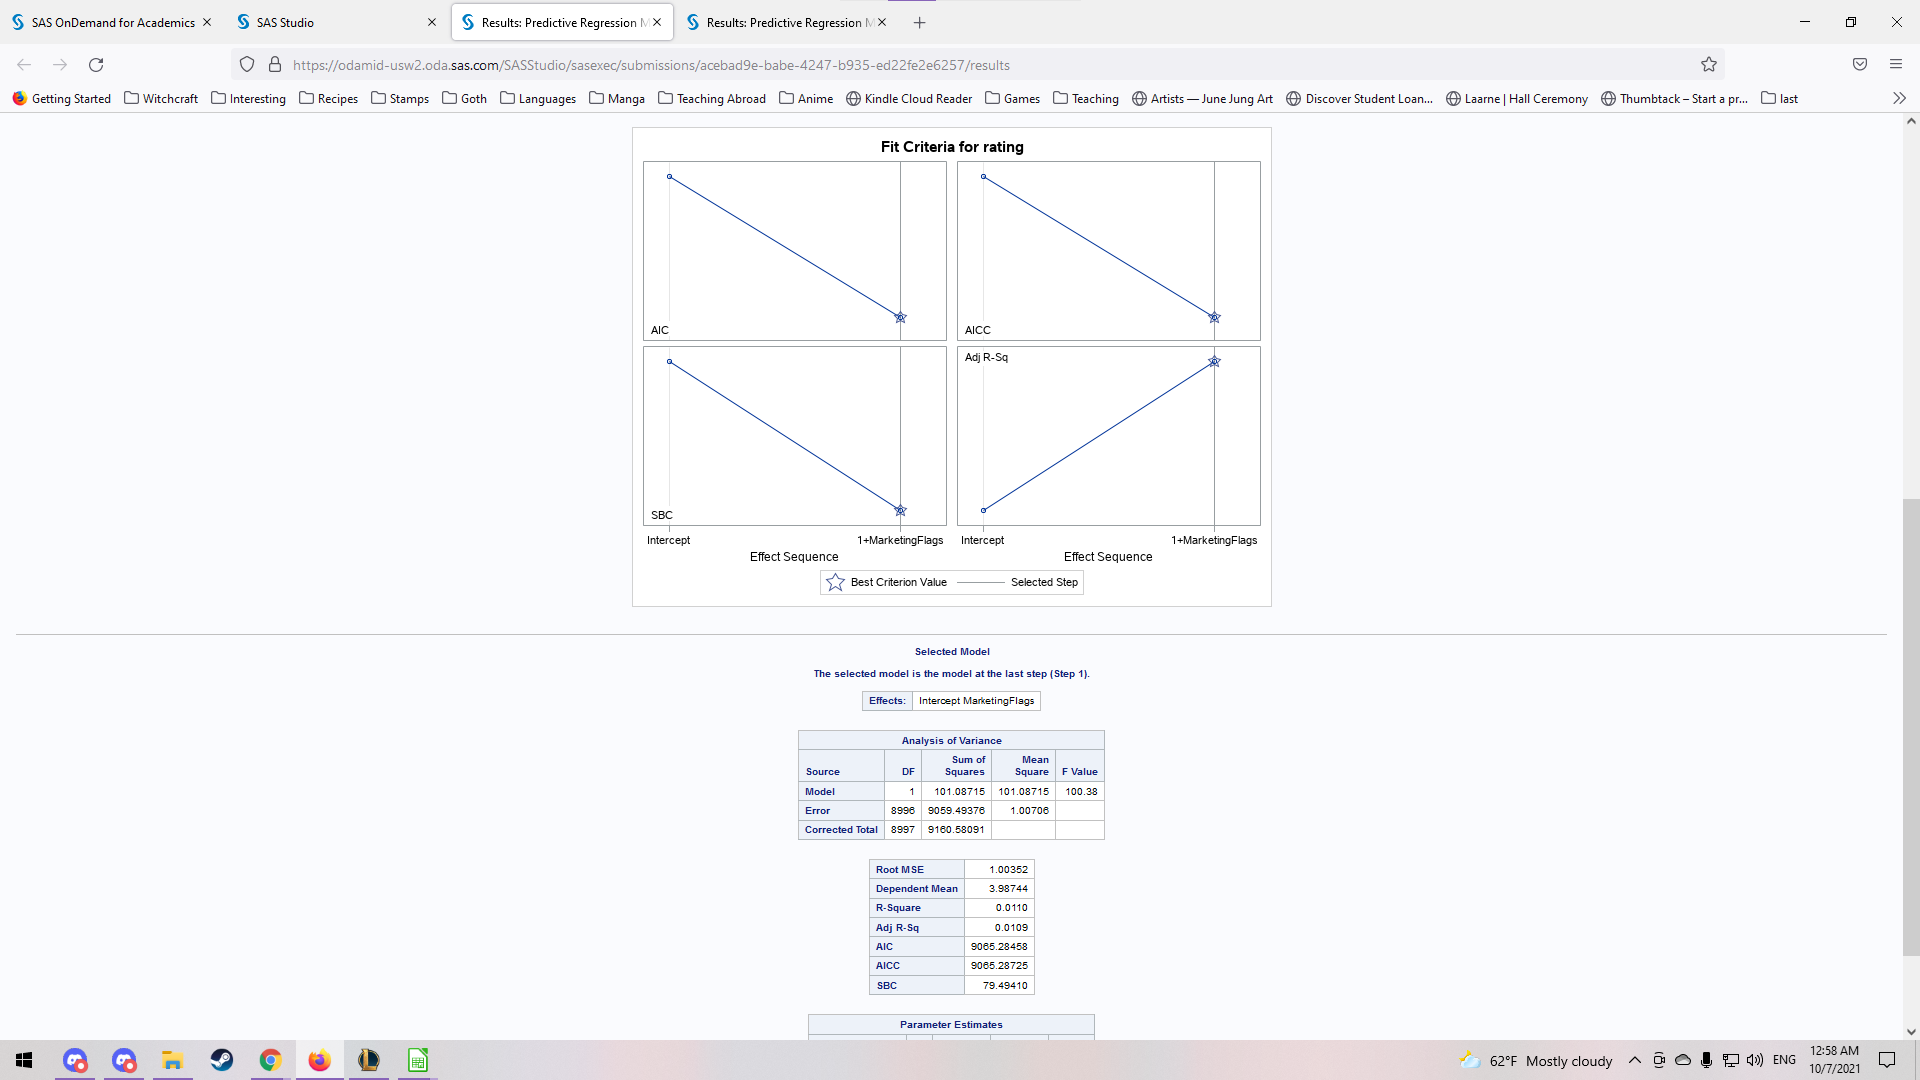 SAS OnDemand for Academics
SAS Studio
Results: Predictive Regression M
Results: Predictive Regression M
https://odamid-usw2.oda.sas.com/SASStudio/sasexec/submissions/acebad9e-babe-4247-b935-ed22fe2e6257/results
Getting Started Witchcraft Interesting Recipes Stamps Goth Languages Manga Teaching Abroad Anime Kindle Cloud Reader Games Teaching Artists — June Jung Art Discover Student Loan... Laarne | Hall Ceremony Thumbtack – Start a pr... last
Fit Criteria for rating
AIC
AICC
Adj R-Sq
SBC
Intercept 1+MarketingFlags Intercept 1+MarketingFlags
Effect Sequence Effect Sequence
Best Criterion Value Selected Step
Selected Model
The selected model is the model at the last step (Step 1).
Effects: Intercept MarketingFlags
Analysis of Variance
Source DF Sum of Squares Mean Square F Value
Model 1 101.08715 101.08715 100.38
Error 8996 9059.49376 1.00706
Corrected Total 8997 9160.58091
Root MSE 1.00352
Dependent Mean 3.98744
R-Square 0.0110
Adj R-Sq 0.0109
AIC 9065.28458
AICC 9065.28725
SBC 79.49410
Parameter Estimates
62°F Mostly cloudy ENG 12:58 AM
10/7/2021